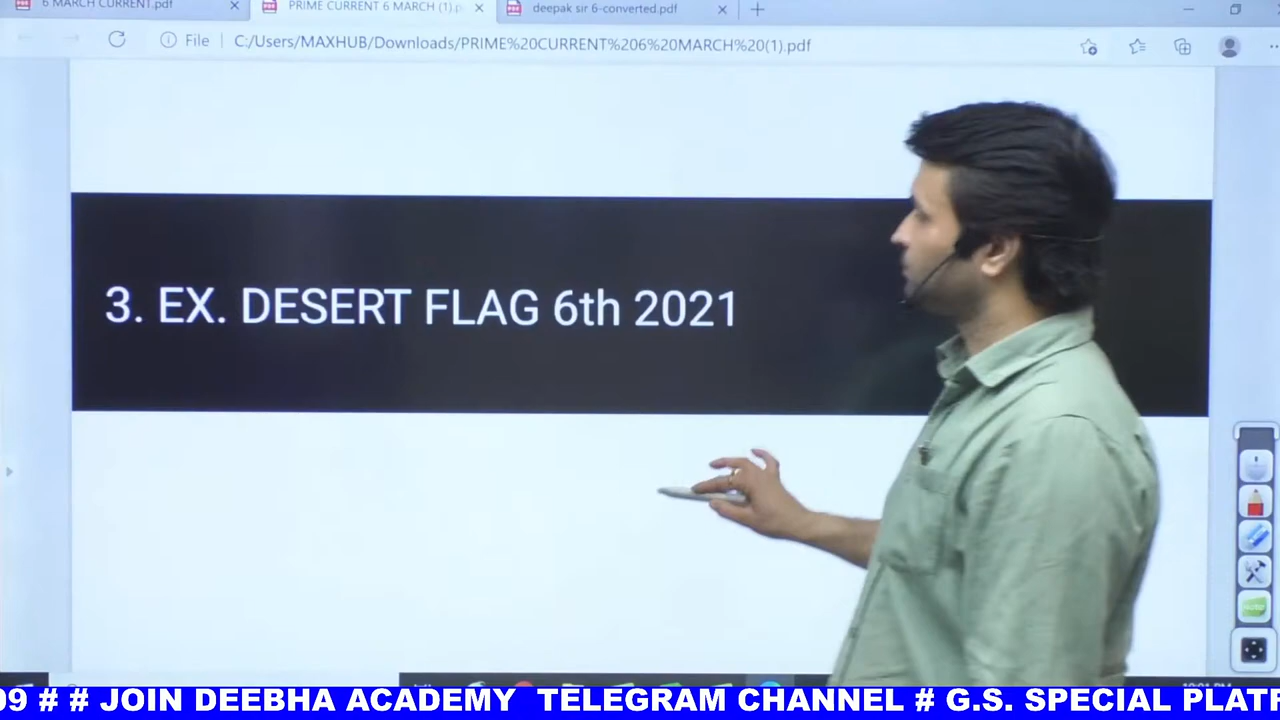 6 MARCH CURRENT.pdf
PRIME CURRENT 6 MARCH (1).p
deepak sir 6-converted.pdf
File
C:/Users/MAXHUB/Downloads/PRIME%20CURRENT%206%20MARCH%20(1).pdf
3. EX. DESERT FLAG 6th 2021
09 # # JOIN DEEBHA ACADEMY TELEGRAM CHANNEL # G.S. SPECIAL PLATF